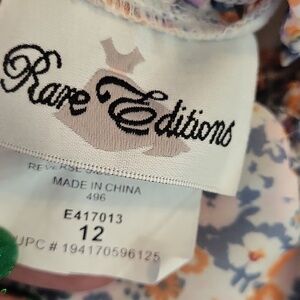 Rare Editions
MADE IN CHINA
496
E417013
12
UPC # 194170596125